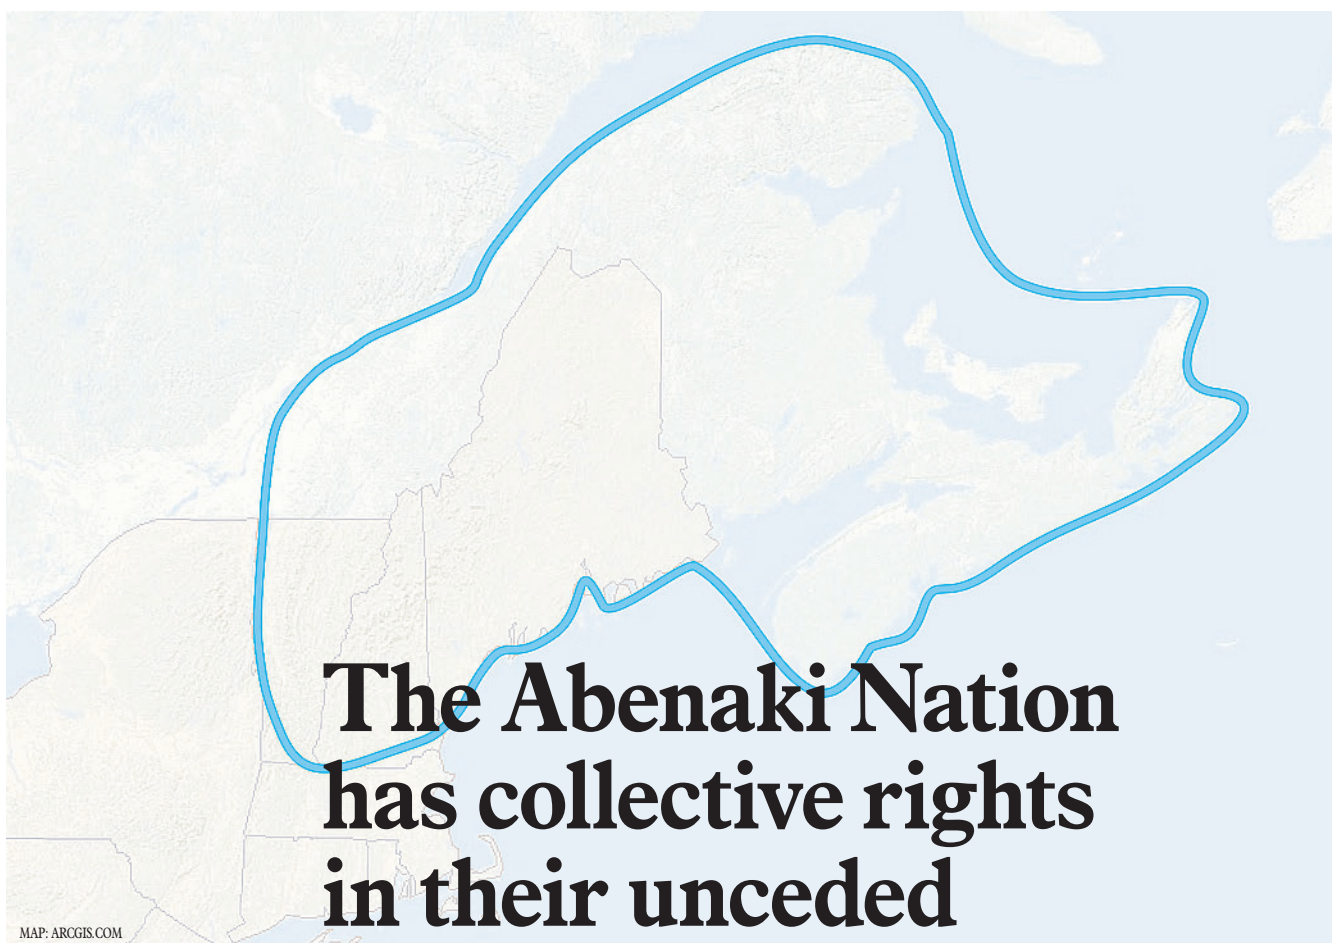 The Abenaki Nation
has collective rights
in their unceded
MAP: ARCGIS.COM